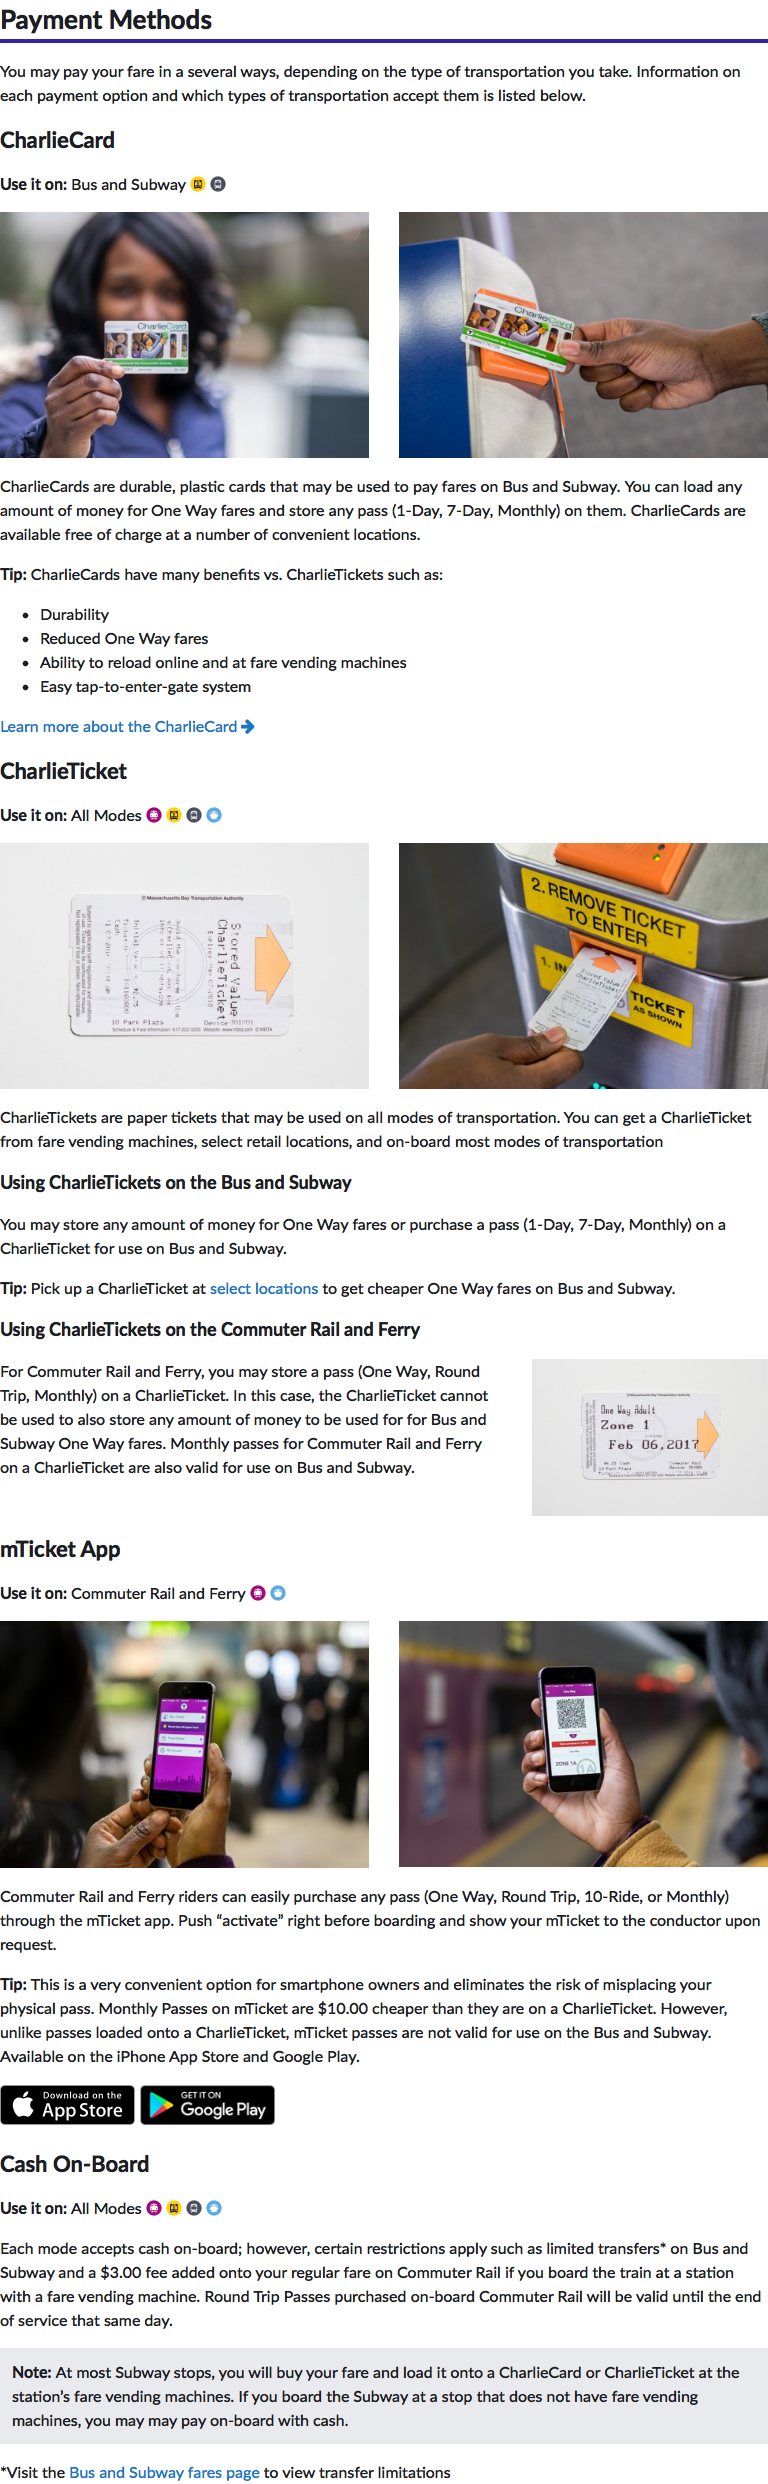 Payment Methods
You may pay your fare in a several ways, depending on the type of transportation you take. Information on
each payment option and which types of transportation accept them is listed below.
CharlieCard
Use it on: Bus and Subway
CharlieCard
CharlieCard
CharlieCards are durable, plastic cards that may be used to pay fares on Bus and Subway. You can load any
amount of money for One Way fares and store any pass (1-Day, 7-Day, Monthly) on them. CharlieCards are
available free of charge at a number of convenient locations.
Tip: CharlieCards have many benefits vs. CharlieTickets such as:
• Durability
• Reduced One Way fares
• Ability to reload online and at fare vending machines
• Easy tap-to-enter-gate system
Learn more about the CharlieCard
CharlieTicket
Use it on: All Modes
Massachusetts Bay Transportation Authority
Stored Value
CharlieTicket
10 Park Plaza
2. REMOVE TICKET
TO ENTER
1. IN
TICKET
AS SHOWN
Stored Value
CharlieTicket
CharlieTickets are paper tickets that may be used on all modes of transportation. You can get a CharlieTicket
from fare vending machines, select retail locations, and on-board most modes of transportation
Using CharlieTickets on the Bus and Subway
You may store any amount of money for One Way fares or purchase a pass (1-Day, 7-Day, Monthly) on a
CharlieTicket for use on Bus and Subway.
Tip: Pick up a CharlieTicket at select locations to get cheaper One Way fares on Bus and Subway.
Using CharlieTickets on the Commuter Rail and Ferry
For Commuter Rail and Ferry, you may store a pass (One Way, Round
Trip, Monthly) on a CharlieTicket. In this case, the CharlieTicket cannot
be used to also store any amount of money to be used for for Bus and
Subway One Way fares. Monthly passes for Commuter Rail and Ferry
on a CharlieTicket are also valid for use on Bus and Subway.
One Way Adult
Zone 1
Feb 06,2017
mTicket App
Use it on: Commuter Rail and Ferry
ZONE 1A
Commuter Rail and Ferry riders can easily purchase any pass (One Way, Round Trip, 10-Ride, or Monthly)
through the mTicket app. Push “activate” right before boarding and show your mTicket to the conductor upon
request.
Tip: This is a very convenient option for smartphone owners and eliminates the risk of misplacing your
physical pass. Monthly Passes on mTicket are $10.00 cheaper than they are on a CharlieTicket. However,
unlike passes loaded onto a CharlieTicket, mTicket passes are not valid for use on the Bus and Subway.
Available on the iPhone App Store and Google Play.
Download on the
App Store
GET IT ON
Google Play
Cash On-Board
Use it on: All Modes
Each mode accepts cash on-board; however, certain restrictions apply such as limited transfers* on Bus and
Subway and a $3.00 fee added onto your regular fare on Commuter Rail if you board the train at a station
with a fare vending machine. Round Trip Passes purchased on-board Commuter Rail will be valid until the end
of service that same day.
Note: At most Subway stops, you will buy your fare and load it onto a CharlieCard or CharlieTicket at the
station’s fare vending machines. If you board the Subway at a stop that does not have fare vending
machines, you may may pay on-board with cash.
*Visit the Bus and Subway fares page to view transfer limitations